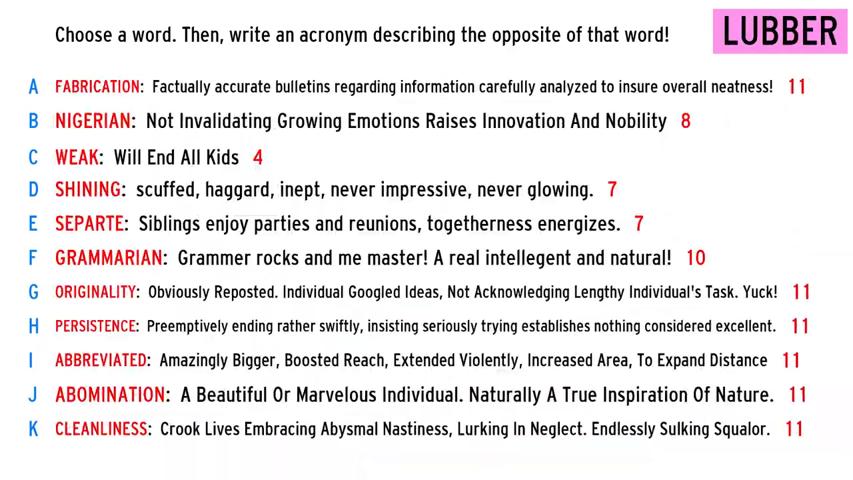 Choose a word. Then, write an acronym describing the opposite of that word!
LUBBER
A FABRICATION: Factually accurate bulletins regarding information carefully analyzed to insure overall neatness! 11
B NIGERIAN: Not Invalidating Growing Emotions Raises Innovation And Nobility 8
C WEAK: Will End All Kids 4
D SHINING: scuffed, haggard, inept, never impressive, never glowing. 7
E SEPARTE: Siblings enjoy parties and reunions, togetherness energizes. 7
F GRAMMARIAN: Grammer rocks and me master! A real intellegent and natural! 10
G ORIGINALITY: Obviously Reposted. Individual Googled Ideas, Not Acknowledging Lengthy Individual's Task. Yuck! 11
H PERSISTENCE: Preemptively ending rather swiftly, insisting seriously trying establishes nothing considered excellent. 11
I ABBREVIATED: Amazingly Bigger, Boosted Reach, Extended Violently, Increased Area, To Expand Distance 11
J ABOMINATION: A Beautiful Or Marvelous Individual. Naturally A True Inspiration Of Nature. 11
K CLEANLINESS: Crook Lives Embracing Abysmal Nastiness, Lurking In Neglect. Endlessly Sulking Squalor. 11